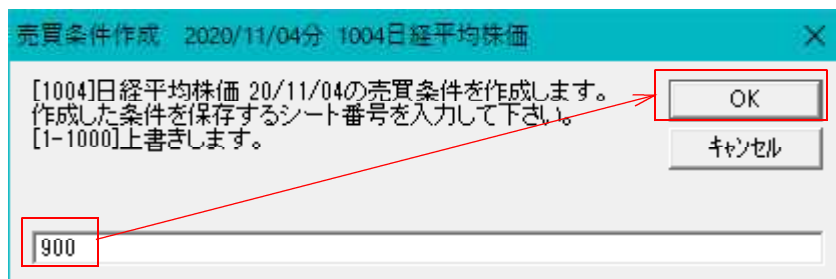 売買条件作成　2020/11/04分 1004日経平均株価
[1004]日経平均株価 20/11/04の売買条件を作成します。
作成した条件を保存するシート番号を入力して下さい。
[1-1000]上書きします。
OK
キャンセル
900